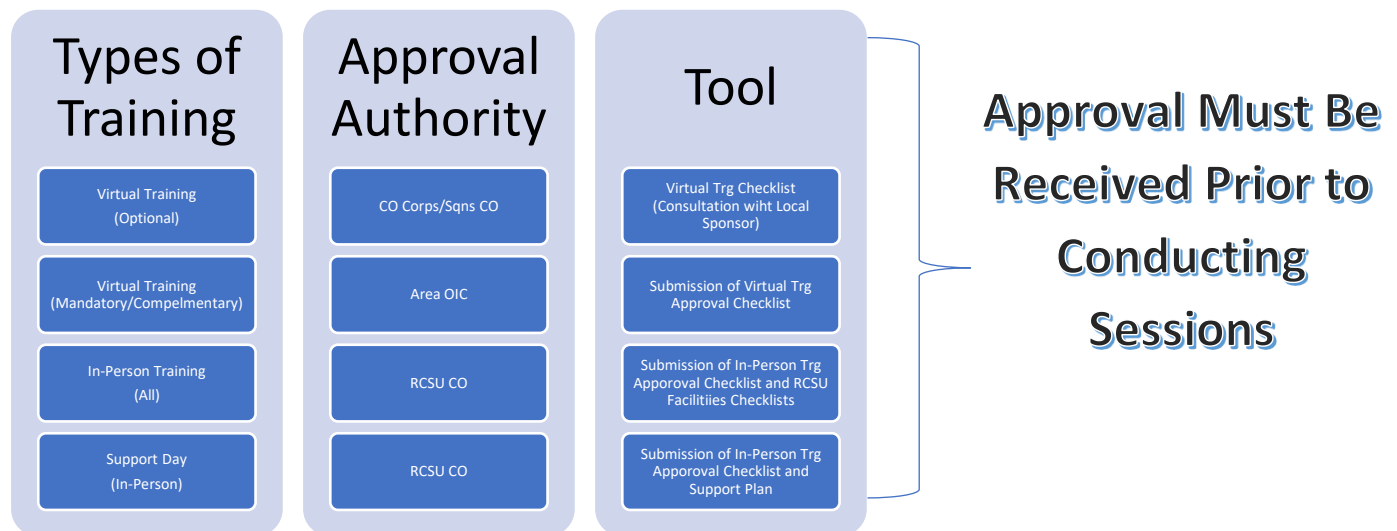 Types of
Training
Virtual Training
(Optional)
Virtual Training
(Mandatory/Compelmentary)
In-Person Training
(All)
Support Day
(In-Person)
Approval
Authority
CO Corps/Sqns CO
Area OIC
RCSU CO
RCSU CO
Tool
Virtual Trg Checklist
(Consultation wiht Local
Sponsor)
Submission of Virtual Trg
Approval Checklist
Submission of In-Person Trg
Apporoval Checklist and RCSU
Facilitiies Checklists
Submission of In-Person Trg
Apporoval Checklist and
Support Plan
Approval Must Be
Received Prior to
Conducting
Sessions